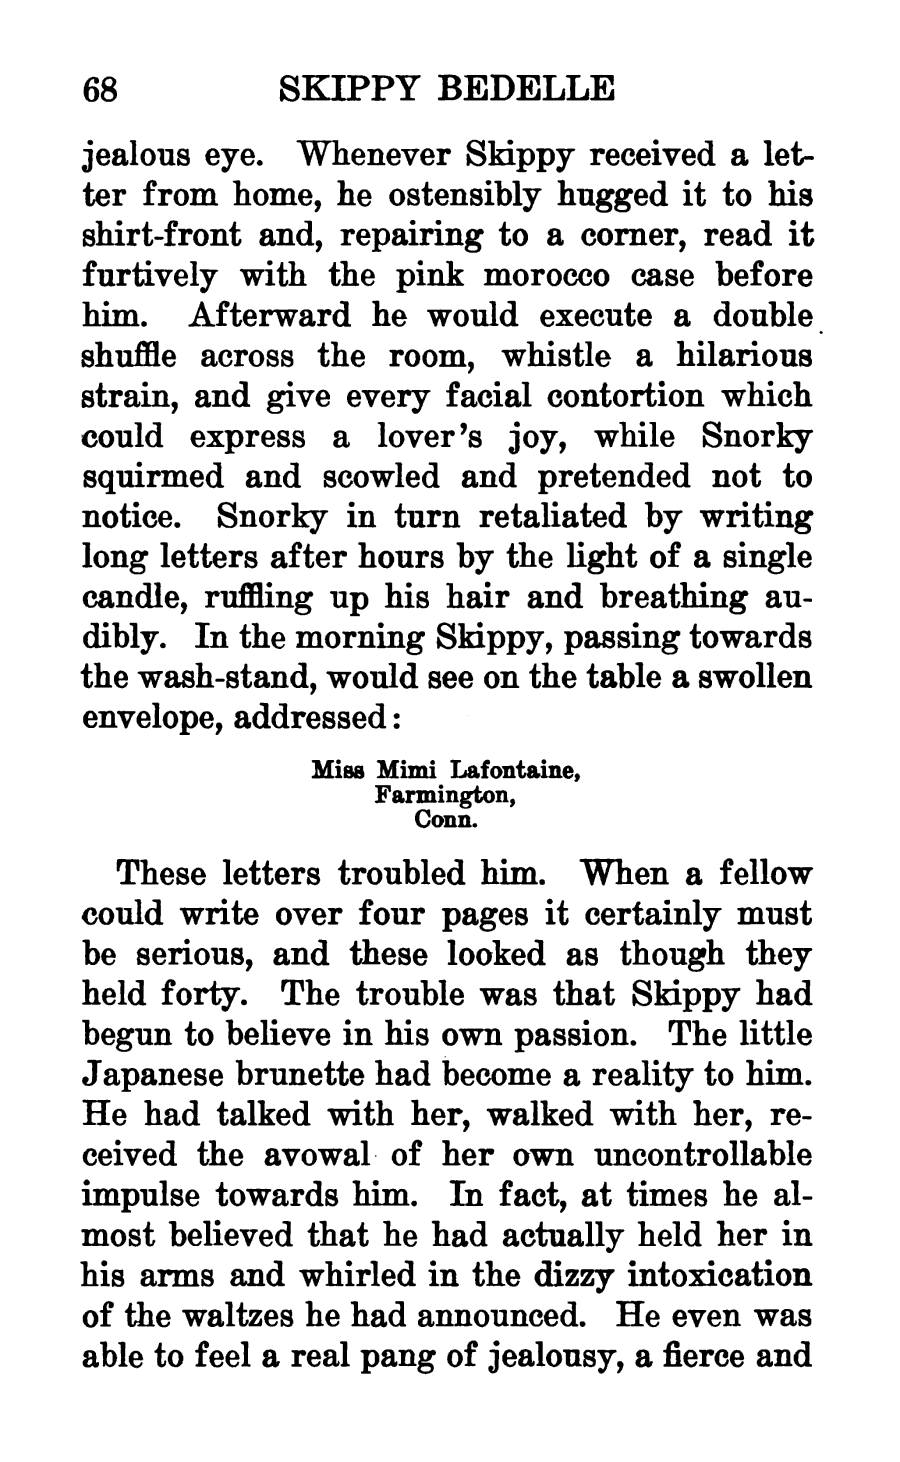 68 SKIPPY BEDELLE
jealous eye. Whenever Skippy received a let-
ter from home, he ostensibly hugged it to his
shirt-front and, repairing to a corner, read it
furtively with the pink morocco case before
him. Afterward he would execute a double
shuffle across the room, whistle a hilarious
strain, and give every facial contortion which
could express a lover's joy, while Snorky
squirmed and scowled and pretended not to
notice. Snorky in turn retaliated by writing
long letters after hours by the light of a single
candle, ruffling up his hair and breathing au-
dibly. In the morning Skippy, passing towards
the wash-stand, would see on the table a swollen
envelope, addressed:
Miss Mimi Lafontaine,
Farmington,
Conn.
These letters troubled him. When a fellow
could write over four pages it certainly must
be serious, and these looked as though they
held forty. The trouble was that Skippy had
begun to believe in his own passion. The little
Japanese brunette had become a reality to him.
He had talked with her, walked with her, re-
ceived the avowal of her own uncontrollable
impulse towards him. In fact, at times he al-
most believed that he had actually held her in
his arms and whirled in the dizzy intoxication
of the waltzes he had announced. He even was
able to feel a real pang of jealousy, a fierce and